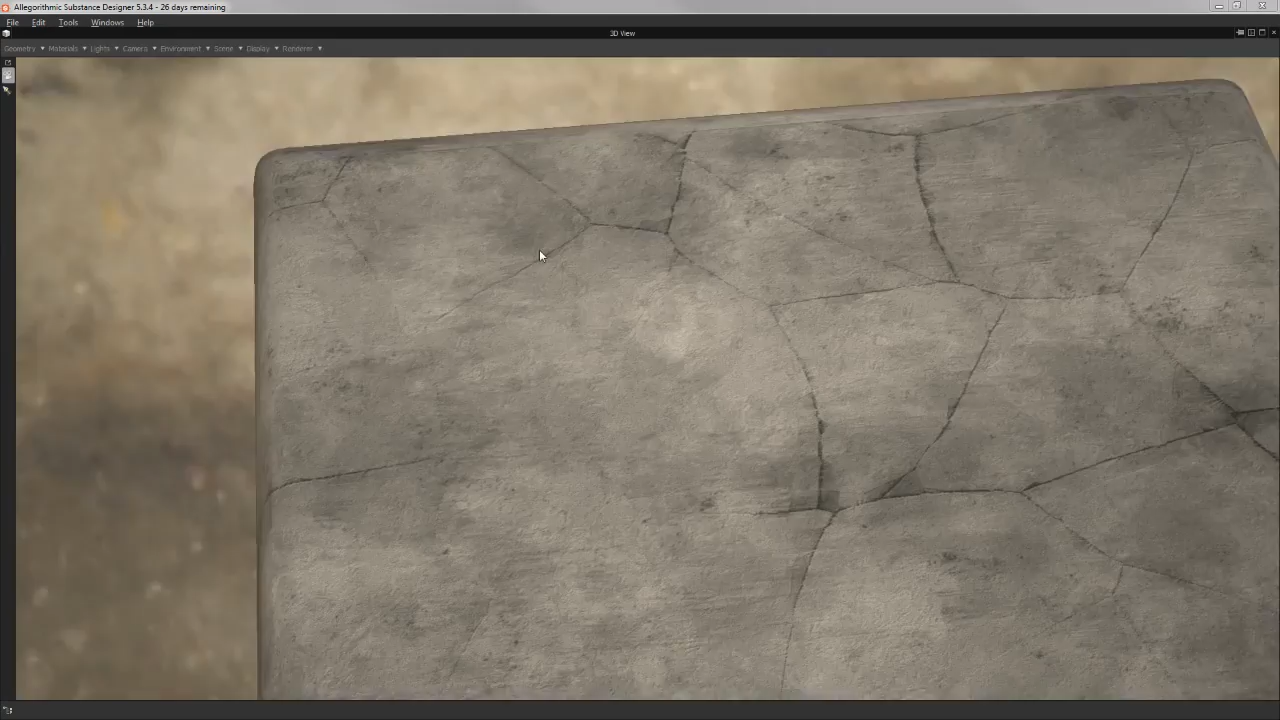 Allegorithmic Substance Designer 5.3.4 - 26 days remaining
File Edit Tools Windows Help
3D View
Geometry Materials Lights Camera Environment Scene Display Renderer